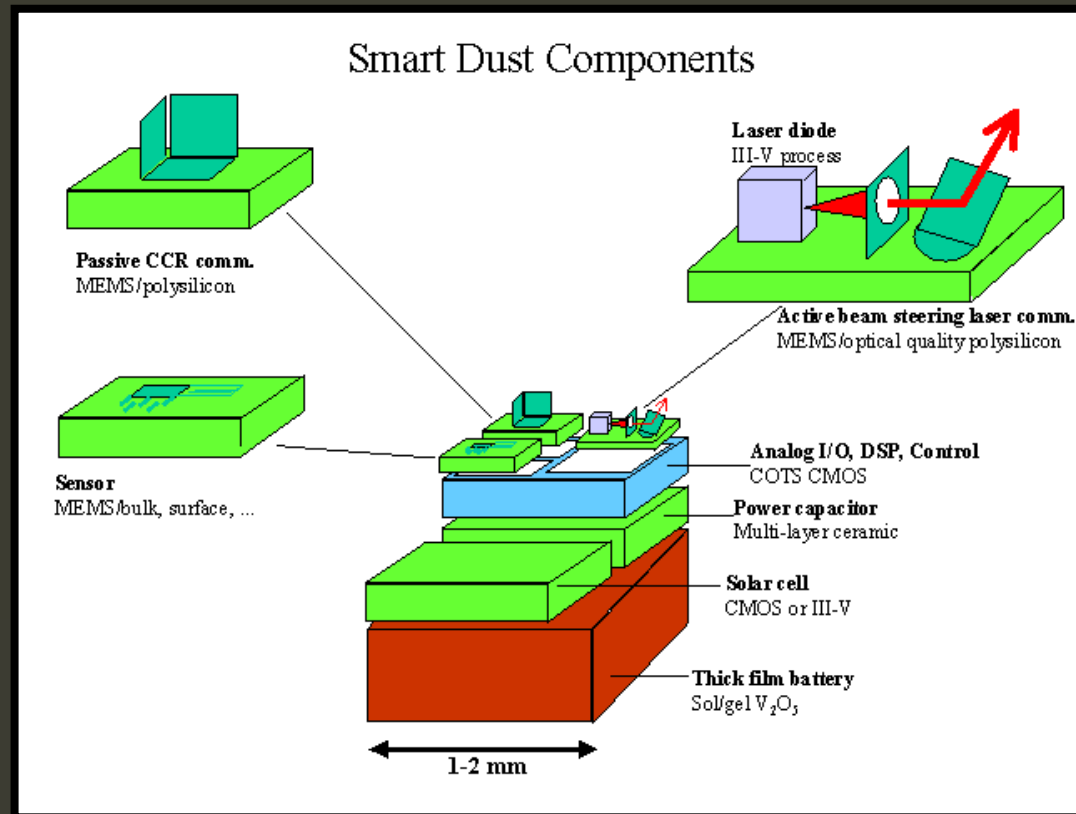 Smart Dust Components
Laser diode
III-V process
Passive CCR comm.
MEMS/polysilicon
Active beam steering laser comm.
MEMS/optical quality polysilicon
Sensor
MEMS/bulk, surface, ...
Analog I/O, DSP, Control
COTS CMOS
Power capacitor
Multi-layer ceramic
Solar cell
CMOS or III-V
Thick film battery
Sol/gel V₂O₅
1-2 mm